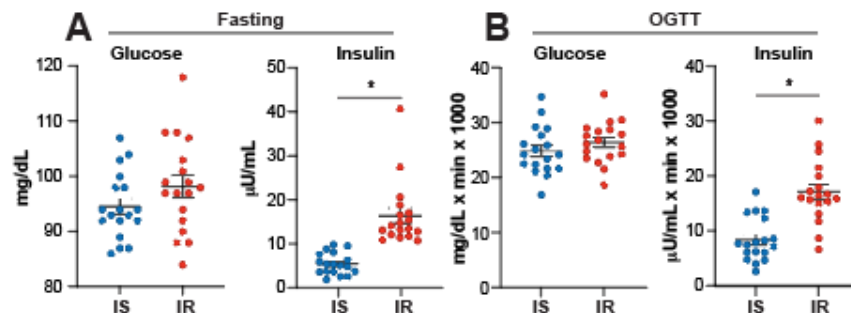 A Fasting B OGTT
Glucose Insulin Glucose Insulin
mg/dL
120
110
100
90
80
IS IR
µU/mL
50
40
30
20
10
0
*
IS IR
mg/dL x min x 1000
40
30
20
10
0
IS IR
µU/mL x min x 1000
40
30
20
10
0
*
IS IR